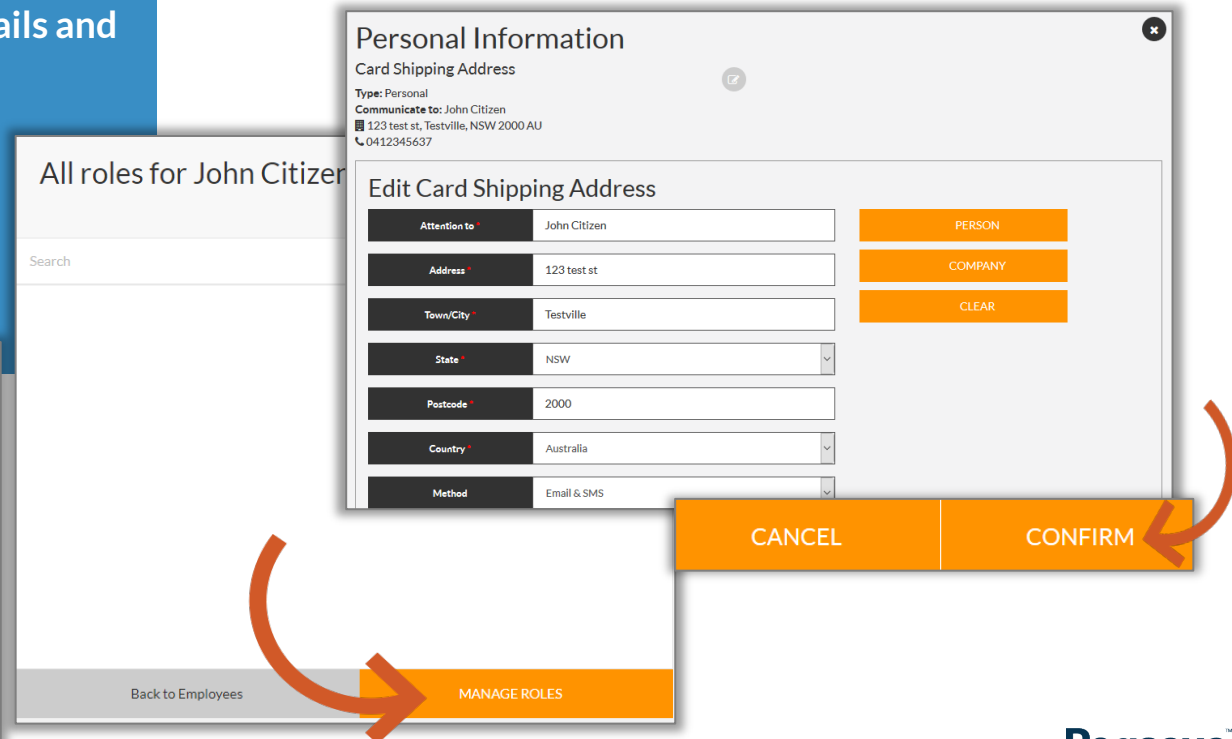 ails and
Personal Information
Card Shipping Address
Type: Personal
Communicate to: John Citizen
123 test st, Testville, NSW 2000 AU
0412345637
All roles for John Citizen
Search
Edit Card Shipping Address
Attention to * John Citizen
PERSON
Address * 123 test st
COMPANY
Town/City * Testville
CLEAR
State * NSW
Postcode * 2000
Country * Australia
Method Email & SMS
CANCEL CONFIRM
Back to Employees MANAGE ROLES
Pegasus